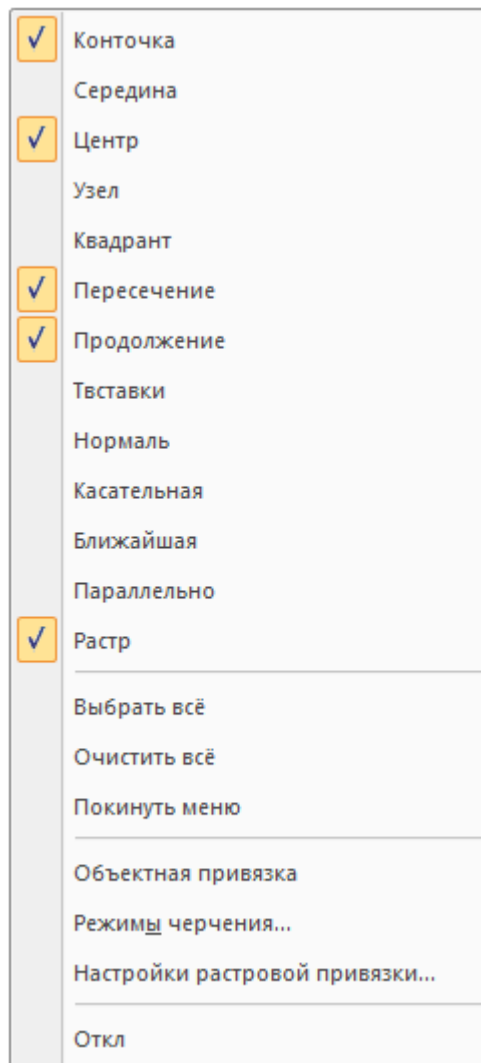 Конточка
Середина
Центр
Узел
Квадрант
Пересечение
Продолжение
Твставки
Нормаль
Касательная
Ближайшая
Параллельно
Растр
Выбрать всё
Очистить всё
Покинуть меню
Объектная привязка
Режимы черчения...
Настройки растровой привязки...
Откл